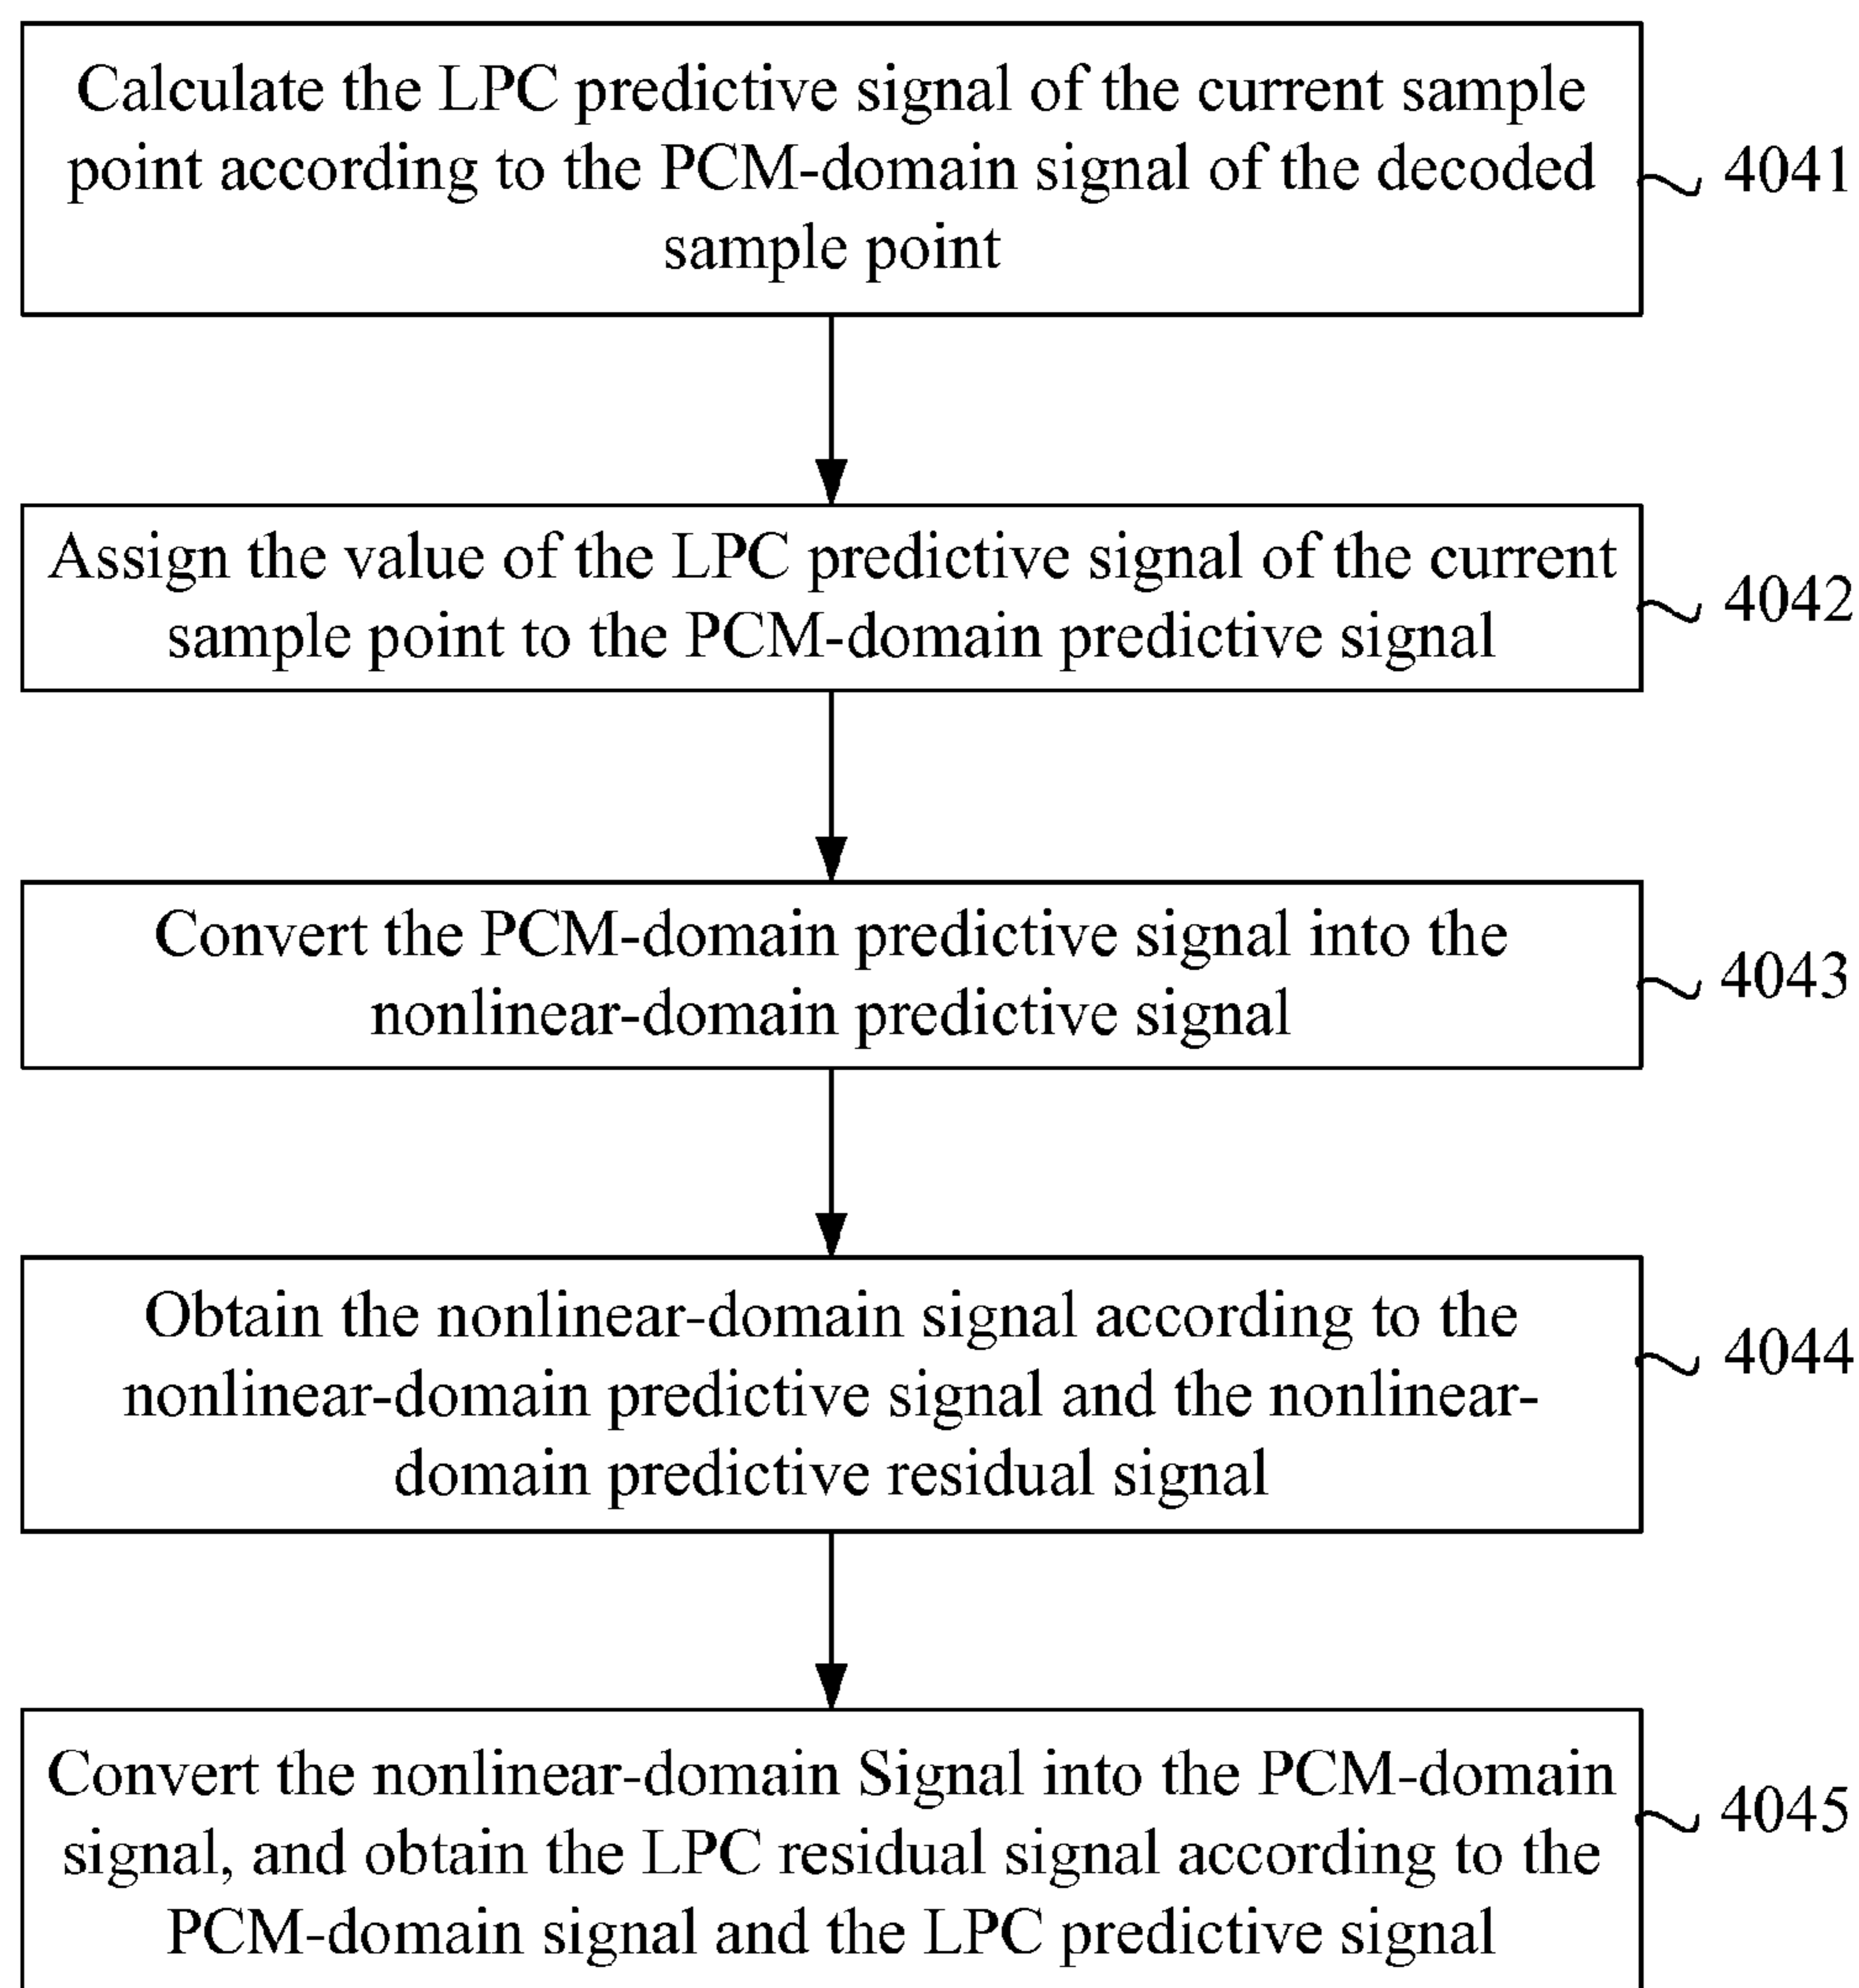 Calculate the LPC predictive signal of the current sample
point according to the PCM-domain signal of the decoded
sample point
4041
Assign the value of the LPC predictive signal of the current
sample point to the PCM-domain predictive signal
4042
Convert the PCM-domain predictive signal into the
nonlinear-domain predictive signal
4043
Obtain the nonlinear-domain signal according to the
nonlinear-domain predictive signal and the nonlinear-
domain predictive residual signal
4044
Convert the nonlinear-domain Signal into the PCM-domain
signal, and obtain the LPC residual signal according to the
PCM-domain signal and the LPC predictive signal
4045